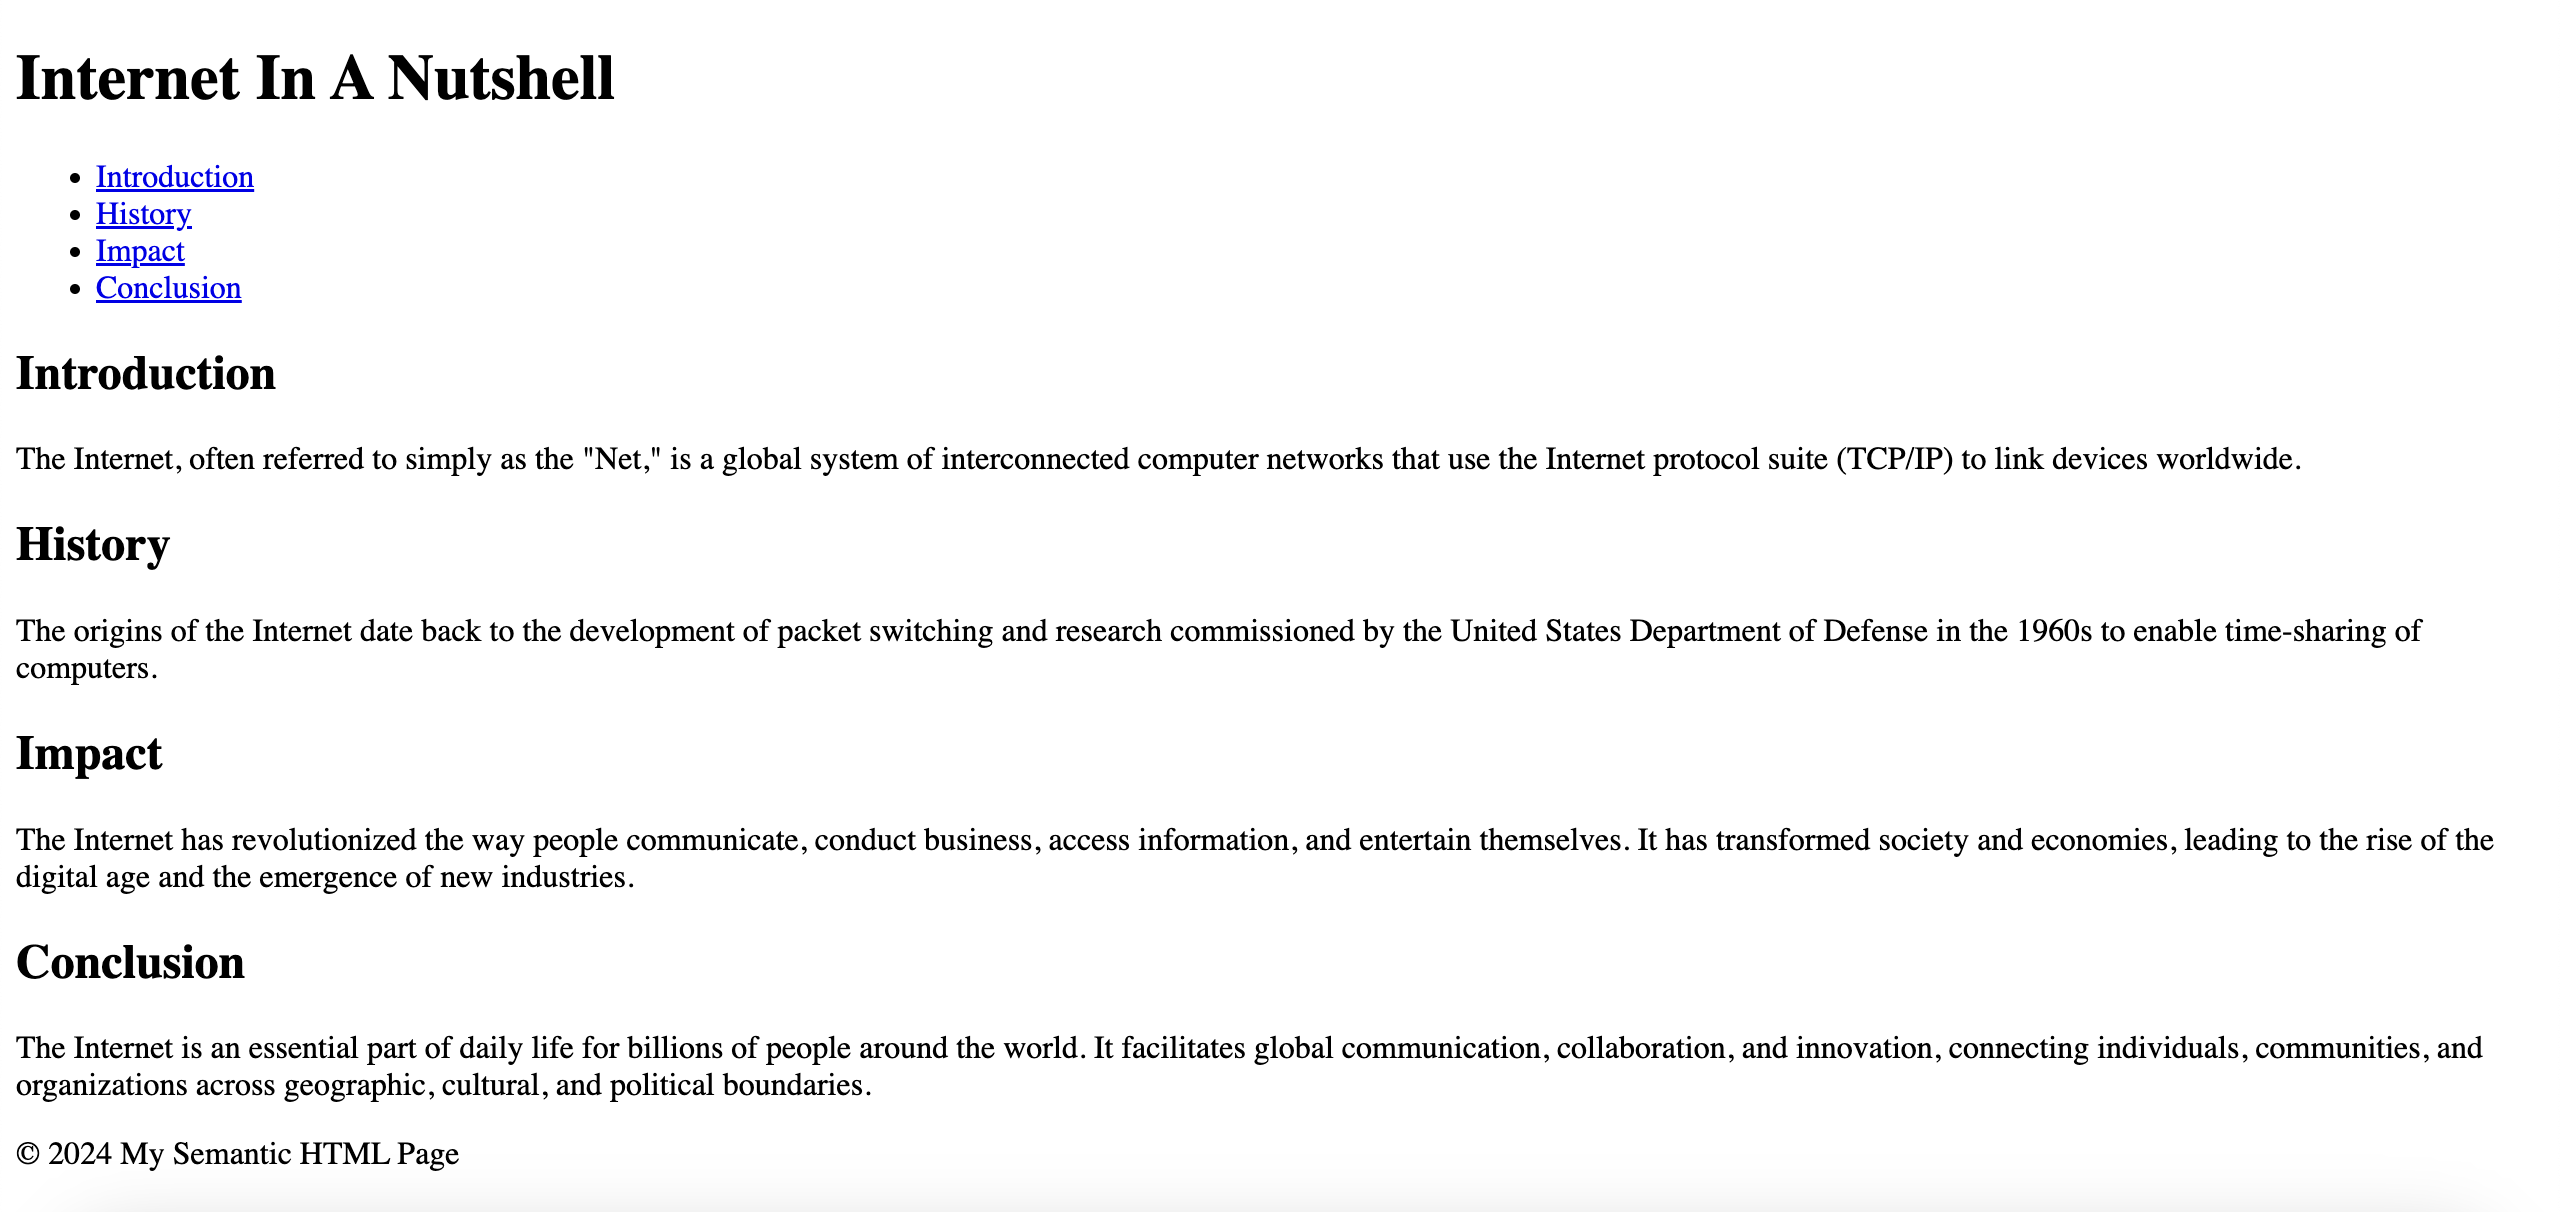 Internet In A Nutshell
Introduction
History
Impact
Conclusion
Introduction
The Internet, often referred to simply as the "Net," is a global system of interconnected computer networks that use the Internet protocol suite (TCP/IP) to link devices worldwide.
History
The origins of the Internet date back to the development of packet switching and research commissioned by the United States Department of Defense in the 1960s to enable time-sharing of
computers.
Impact
The Internet has revolutionized the way people communicate, conduct business, access information, and entertain themselves. It has transformed society and economies, leading to the rise of the
digital age and the emergence of new industries.
Conclusion
The Internet is an essential part of daily life for billions of people around the world. It facilitates global communication, collaboration, and innovation, connecting individuals, communities, and
organizations across geographic, cultural, and political boundaries.
© 2024 My Semantic HTML Page